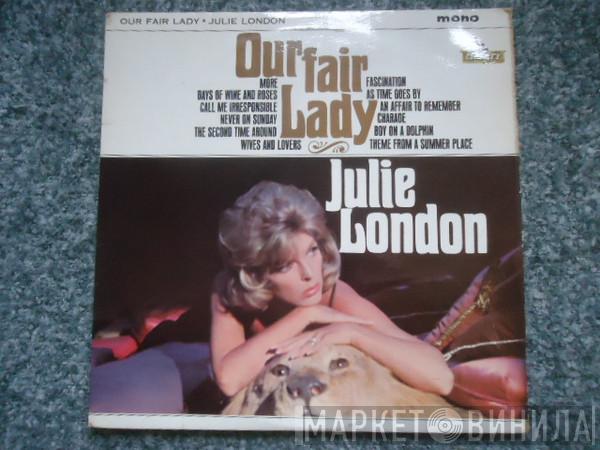 OUR FAIR LADY • JULIE LONDON
mono
LIBERTY
Our fair Lady
MORE
DAYS OF WINE AND ROSES
CALL ME IRRESPONSIBLE
NEVER ON SUNDAY
THE SECOND TIME AROUND
WIVES AND LOVERS
FASCINATION
AS TIME GOES BY
AN AFFAIR TO REMEMBER
CHARADE
BOY ON A DOLPHIN
THEME FROM A SUMMER PLACE
Julie
London
МАРКЕТ ВИНИЛА